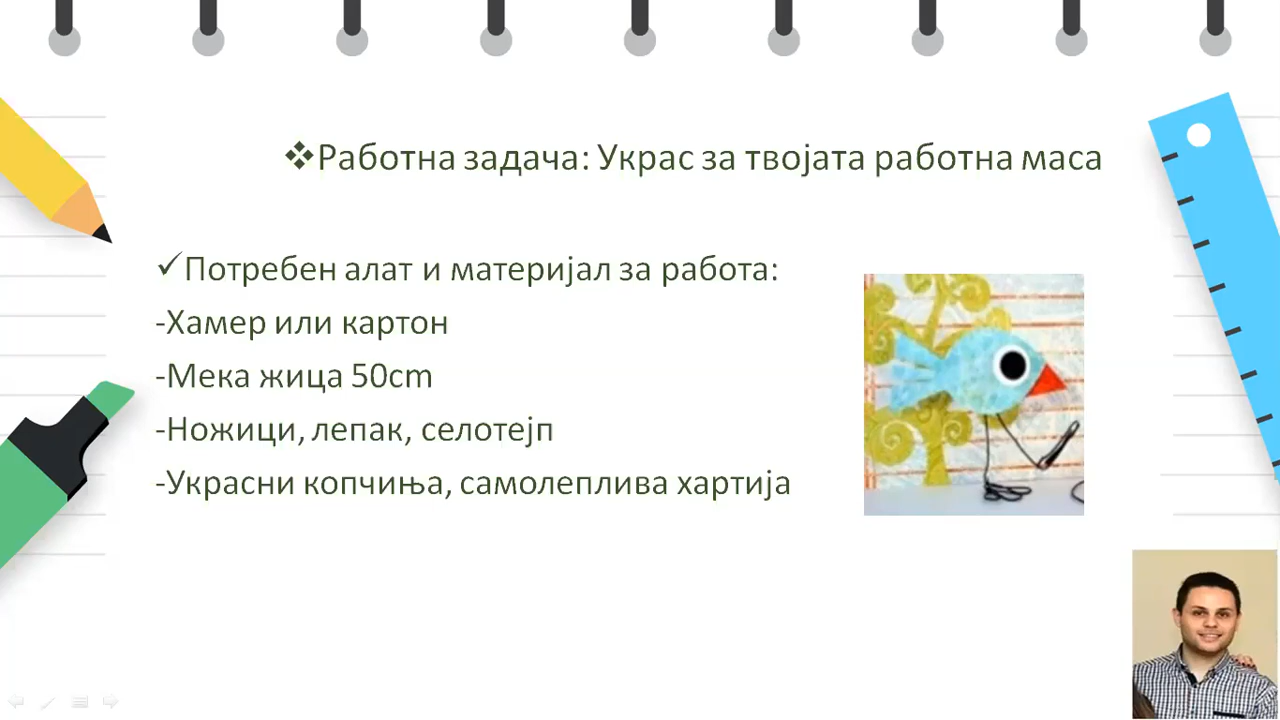 ❖Работна задача: Украс за твојата работна маса
✓Потребен алат и материјал за работа:
-Хамер или картон
-Мека жица 50cm
-Ножици, лепак, селотејп
-Украсни копчиња, самолеплива хартија